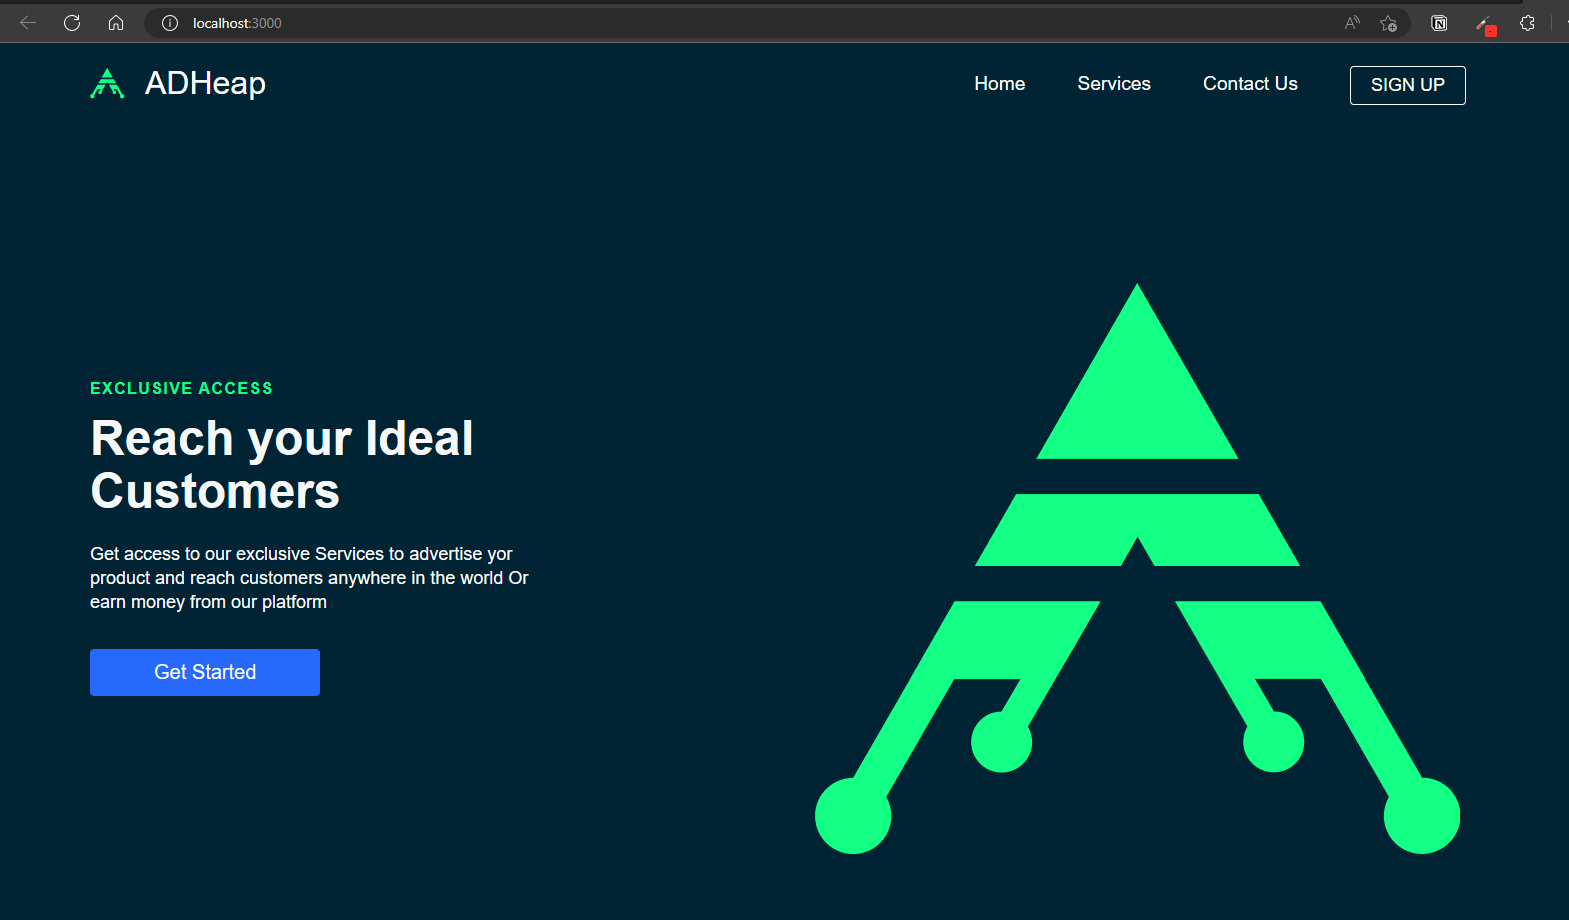 localhost:3000
ADHeap
Home
Services
Contact Us
SIGN UP
EXCLUSIVE ACCESS
Reach your Ideal
Customers
Get access to our exclusive Services to advertise yor
product and reach customers anywhere in the world Or
earn money from our platform
Get Started